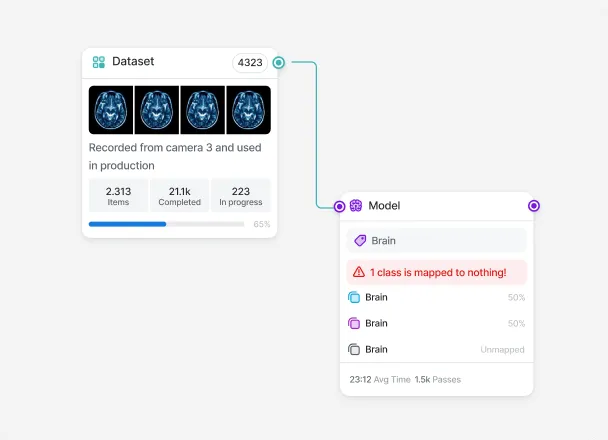 Dataset 4323
Recorded from camera 3 and used
in production
2.313 21.1k 223
Items Completed In progress
65%
Model
Brain
1 class is mapped to nothing!
Brain 50%
Brain 50%
Brain Unmapped
23:12 Avg Time 1.5k Passes